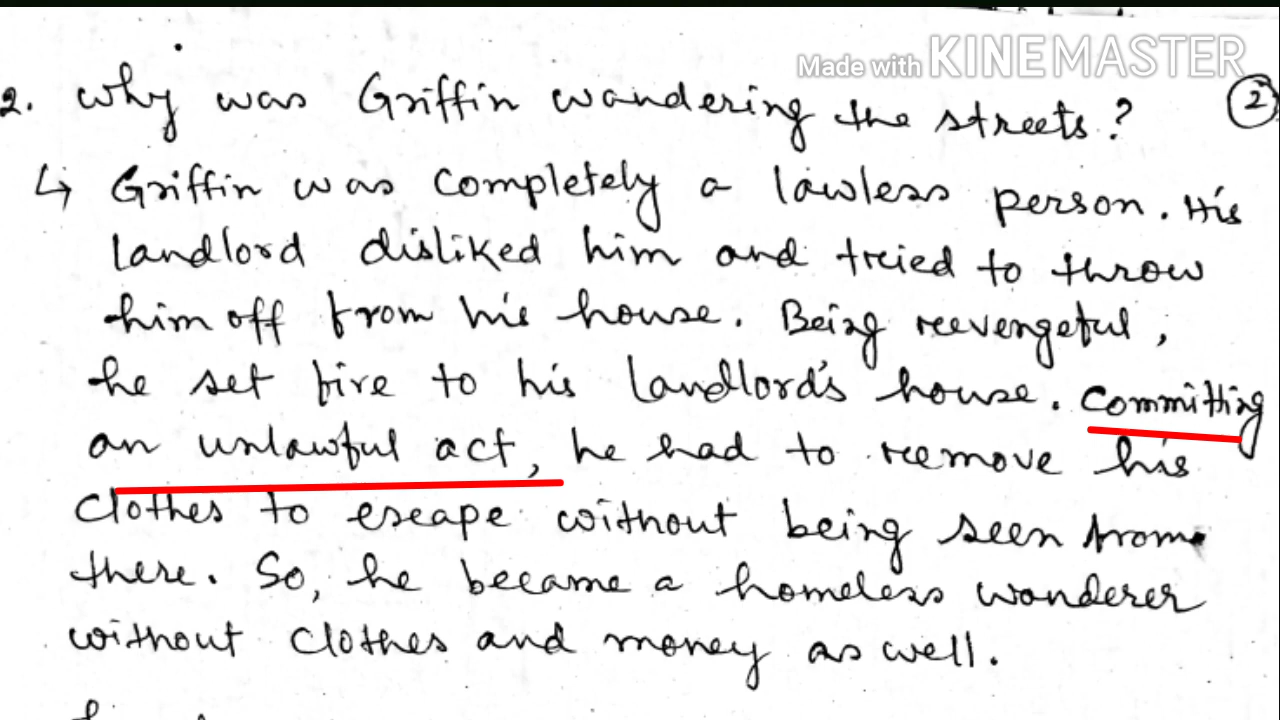 Made with KINEMASTER
2. Why was Griffin wandering the streets? 2
↳ Griffin was completely a lawless person. His
landlord disliked him and tried to throw
him off from his house. Being revengeful,
he set fire to his landlord's house. Committing
an unlawful act, he had to remove his
clothes to escape without being seen from
there. So, he became a homeless wanderer
without clothes and money as well.